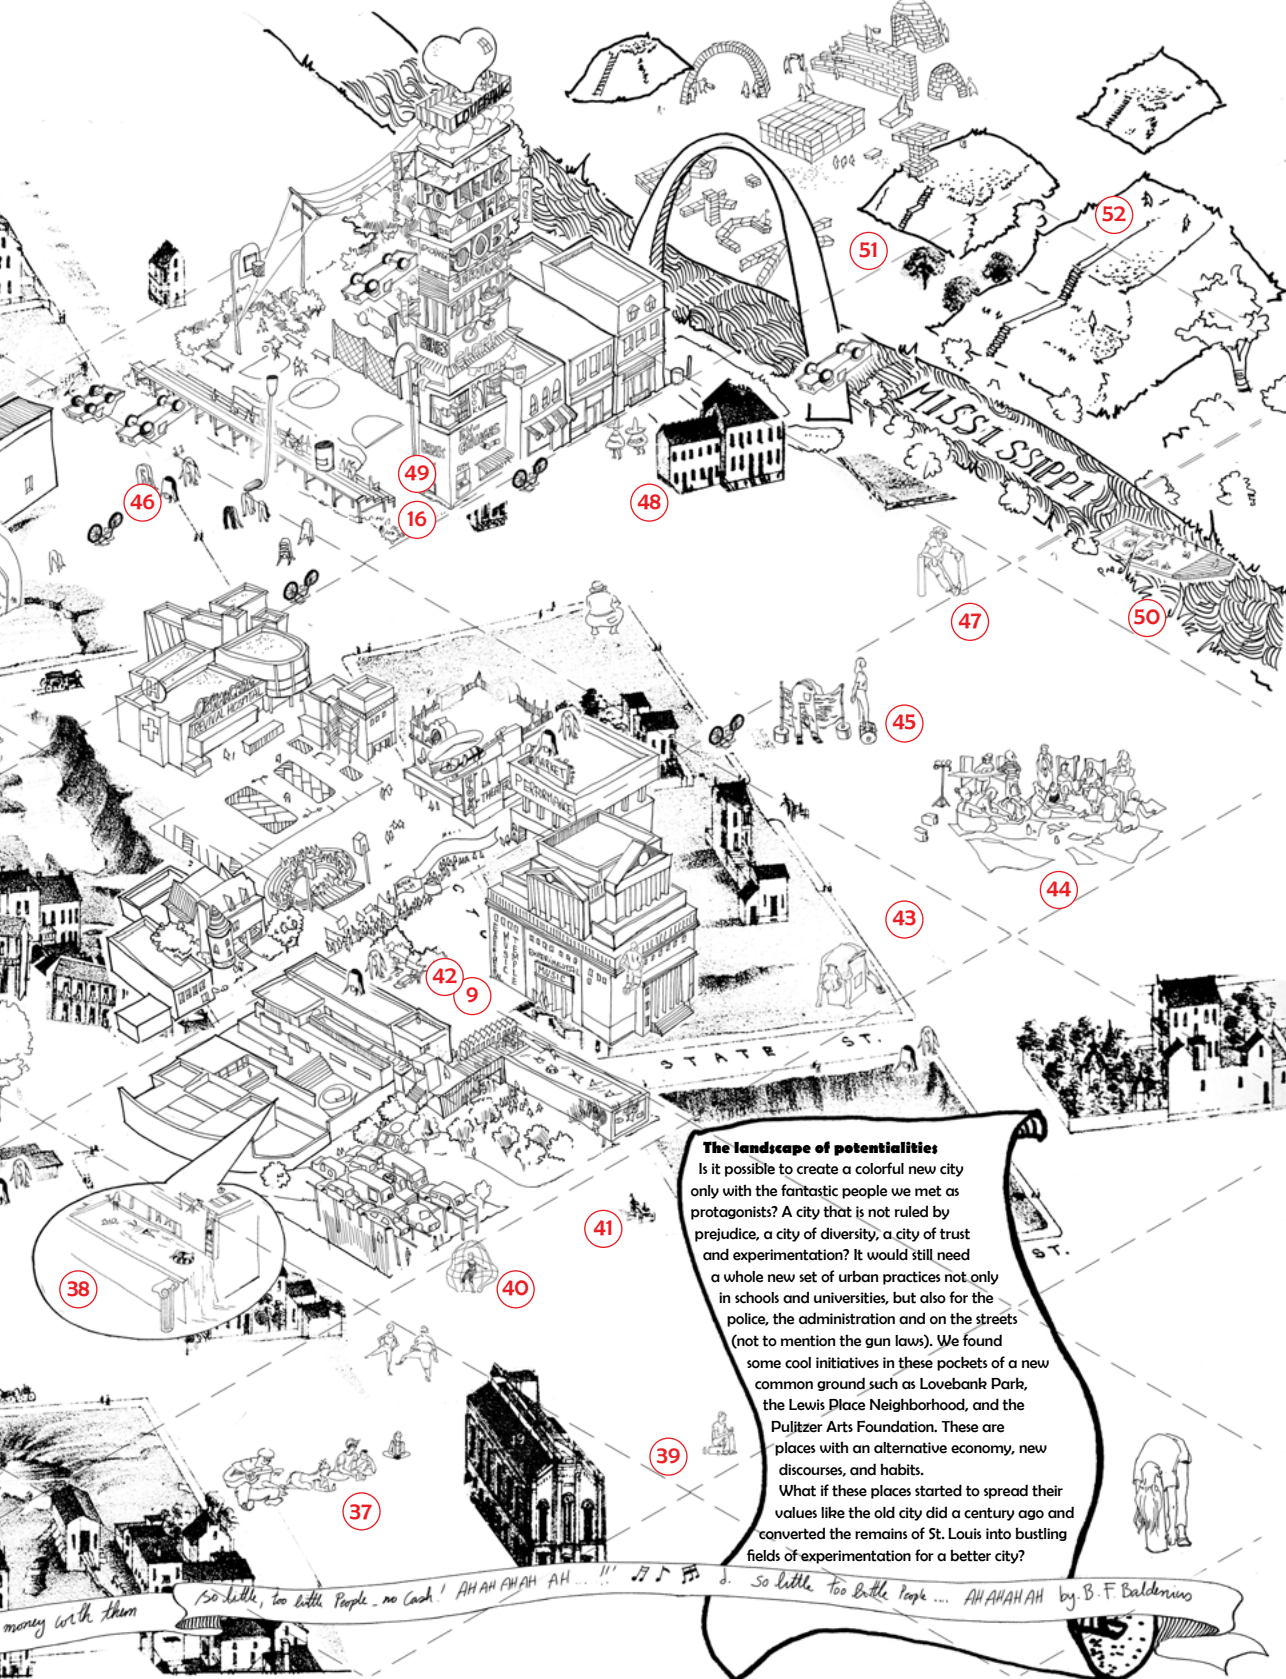 LOVEBANK
JOB
51
52
MISSISSIPPI
49
46
16
48
47
50
H
REVIVAL HOSPITAL
45
MARKET
THEATER
PERFORMANCE
44
43
TEMPLE
EXPERIMENTAL
MUSIC
42
9
STATE ST.
The landscape of potentialities
Is it possible to create a colorful new city
only with the fantastic people we met as
protagonists? A city that is not ruled by
prejudice, a city of diversity, a city of trust
and experimentation? It would still need
a whole new set of urban practices not only
in schools and universities, but also for the
police, the administration and on the streets
(not to mention the gun laws). We found
some cool initiatives in these pockets of a new
common ground such as Lovebank Park,
the Lewis Place Neighborhood, and the
Pulitzer Arts Foundation. These are
places with an alternative economy, new
discourses, and habits.
What if these places started to spread their
values like the old city did a century ago and
converted the remains of St. Louis into bustling
fields of experimentation for a better city?
ST.
41
38
40
39
37
money with them
so little, too little People _ no Cash! AH AH AH AH AH ... !!' so little too little People .... AH AH AH AH by. B. F. Baldenius